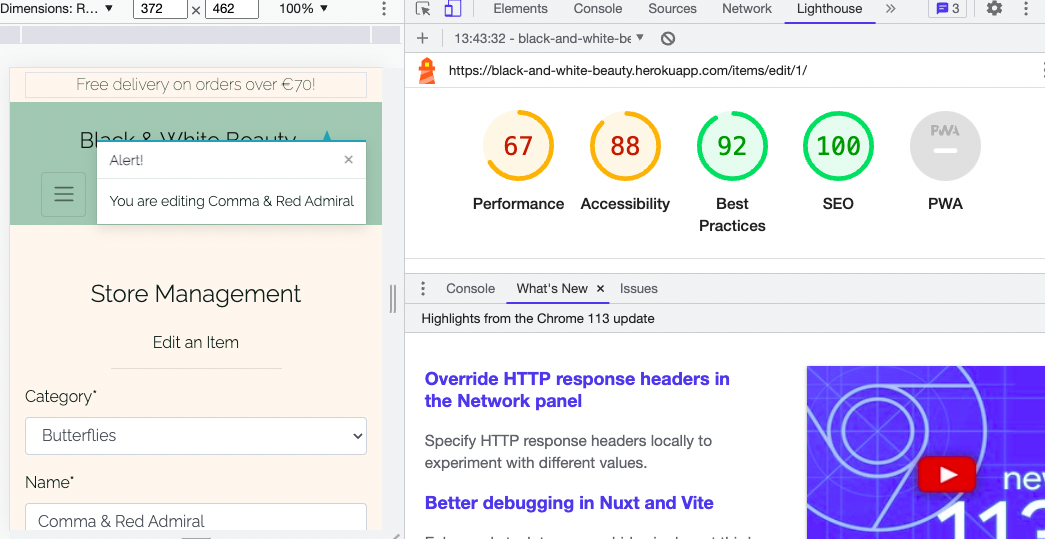 Dimensions: R... ▼ 372 × 462 100% ▼
Free delivery on orders over €70!
Black & White Beauty
Alert! ×
You are editing Comma & Red Admiral
Store Management
Edit an Item
Category*
Butterflies
Name*
Comma & Red Admiral
Elements Console Sources Network Lighthouse » 3
+ 13:43:32 - black-and-white-be ▼
https://black-and-white-beauty.herokuapp.com/items/edit/1/
67 88 92 100 PWA
Performance Accessibility Best Practices SEO PWA
Console What's New × Issues
Highlights from the Chrome 113 update
Override HTTP response headers in
the Network panel
Specify HTTP response headers locally to
experiment with different values.
Better debugging in Nuxt and Vite
new
113